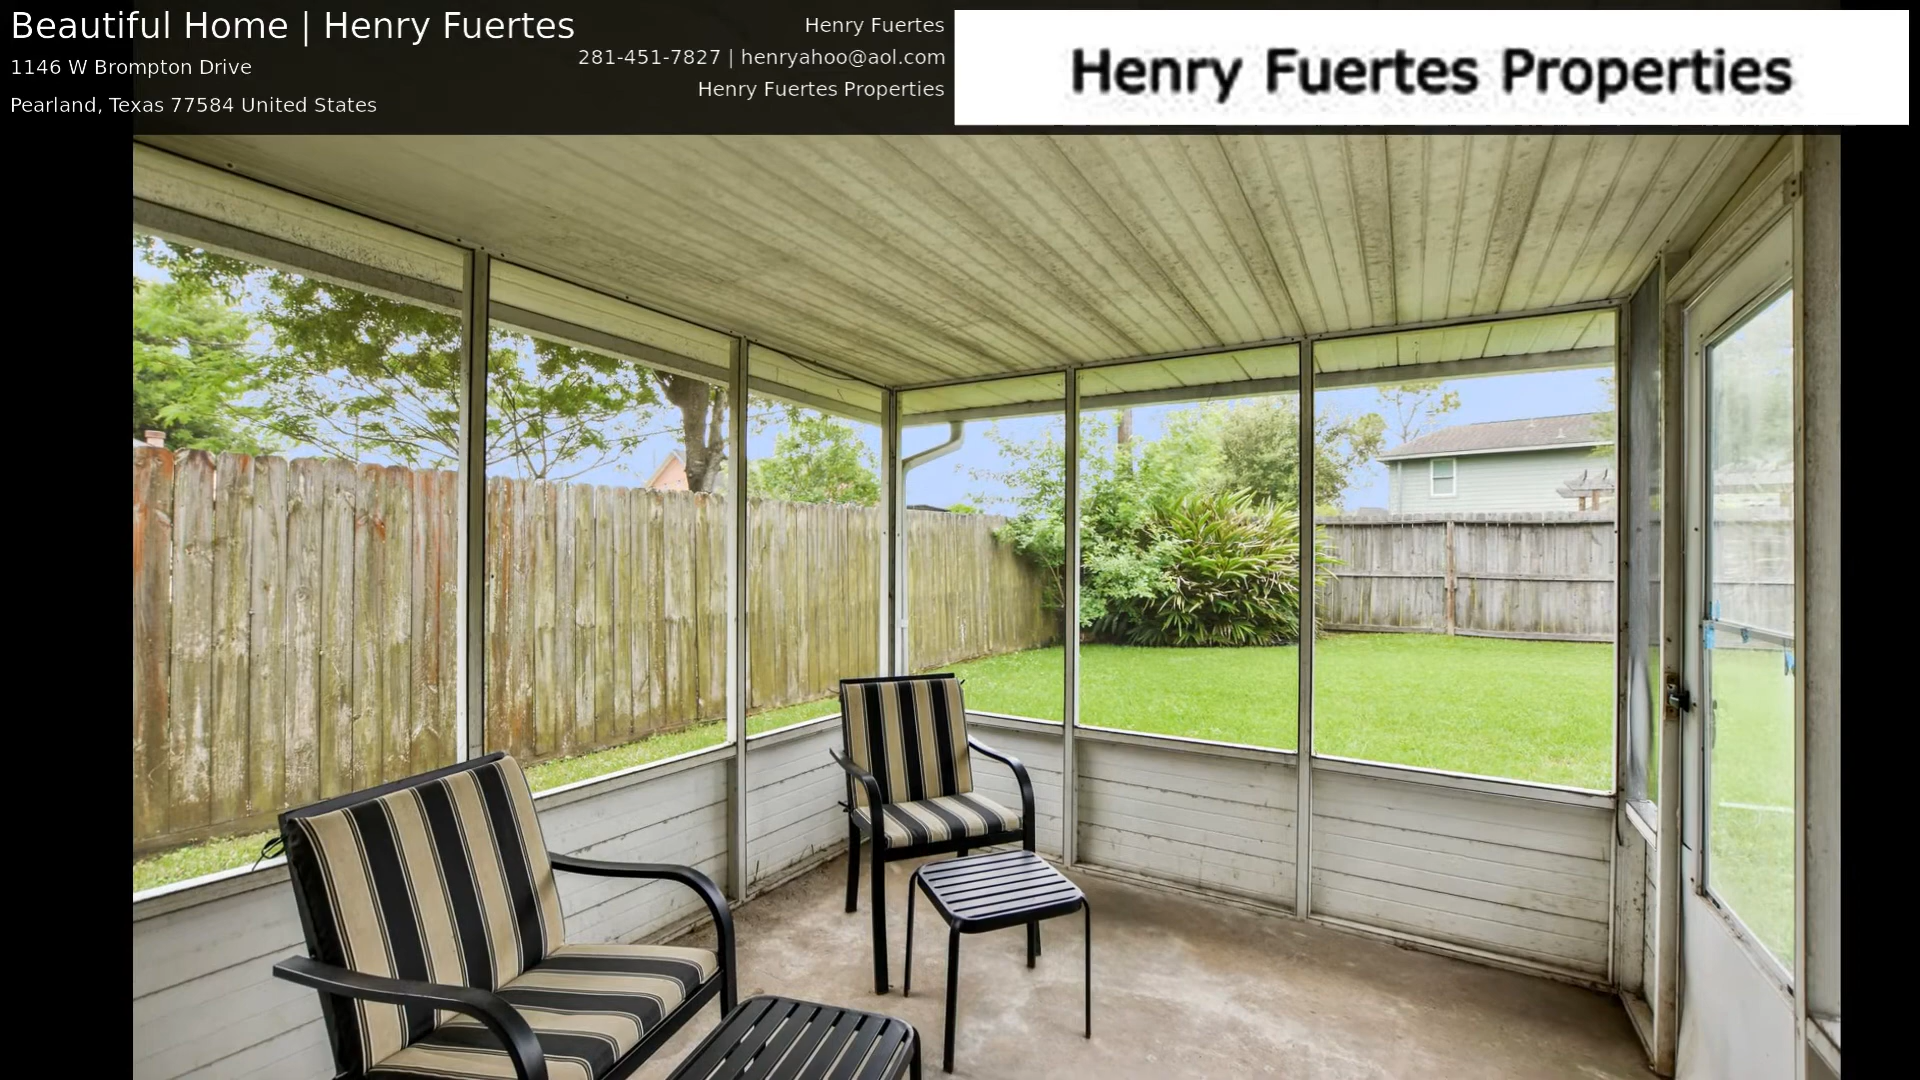 Beautiful Home | Henry Fuertes
1146 W Brompton Drive
Pearland, Texas 77584 United States
Henry Fuertes
281-451-7827 | henryahoo@aol.com
Henry Fuertes Properties
Henry Fuertes Properties